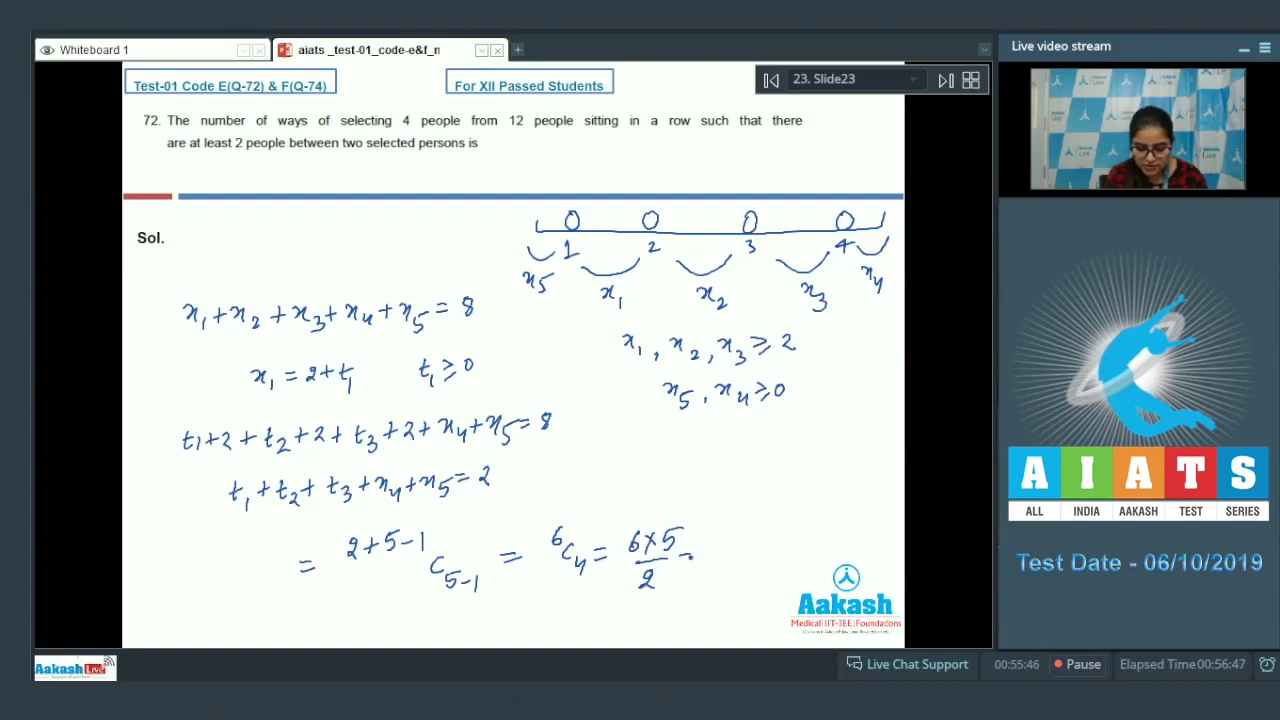 Whiteboard 1
aiats _test-01_code-e&f_n
Live video stream
Test-01 Code E(Q-72) & F(Q-74)
For XII Passed Students
23. Slide23
72. The number of ways of selecting 4 people from 12 people sitting in a row such that there
are at least 2 people between two selected persons is
Sol.
1 2 3 4
x5 x1 x2 x3 x4
x1 + x2 + x3 + x4 + x5 = 8
x1, x2, x3 ≥ 2
x1 = 2 + t1 t1 ≥ 0
x5, x4 ≥ 0
t1 + 2 + t2 + 2 + t3 + 2 + x4 + x5 = 8
t1 + t2 + t3 + x4 + x5 = 2
= 2+5-1 C 5-1 = 6C4 = 6×5/2 =
Aakash
Medical|IIT-JEE|Foundations
AIATS
ALL INDIA AAKASH TEST SERIES
Test Date - 06/10/2019
Aakash Live
Live Chat Support
00:55:46
Pause
Elapsed Time 00:56:47